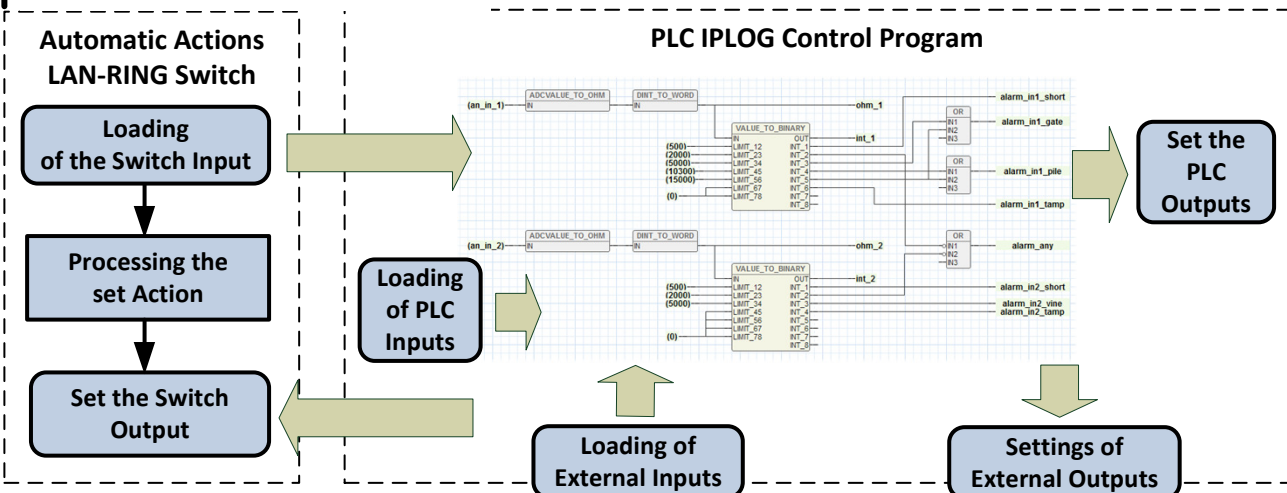 Automatic Actions
LAN-RING Switch
Loading
of the Switch Input
Processing the
set Action
Set the Switch
Output
PLC IPLOG Control Program
(an_in_1)
ADCVALUE_TO_OHM
IN
DINT_TO_WORD
IN
ohm_1
VALUE_TO_BINARY
IN OUT
int_1
(500) LIMIT_12 INT_1
(2000) LIMIT_23 INT_2
(5000) LIMIT_34 INT_3
(10300) LIMIT_45 INT_4
(15000) LIMIT_56 INT_5
LIMIT_67 INT_6
(0) LIMIT_78 INT_7
INT_8
alarm_in1_short
OR
IN1
IN2
IN3
alarm_in1_gate
OR
IN1
IN2
IN3
alarm_in1_pile
alarm_in1_tamp
(an_in_2)
ADCVALUE_TO_OHM
IN
DINT_TO_WORD
IN
ohm_2
OR
IN1
IN2
IN3
alarm_any
VALUE_TO_BINARY
IN OUT
int_2
(500) LIMIT_12 INT_1
(2000) LIMIT_23 INT_2
(5000) LIMIT_34 INT_3
LIMIT_45 INT_4
LIMIT_56 INT_5
LIMIT_67 INT_6
(0) LIMIT_78 INT_7
INT_8
alarm_in2_short
alarm_in2_vine
alarm_in2_tamp
Loading
of PLC
Inputs
Set the
PLC
Outputs
Loading of
External Inputs
Settings of
External Outputs